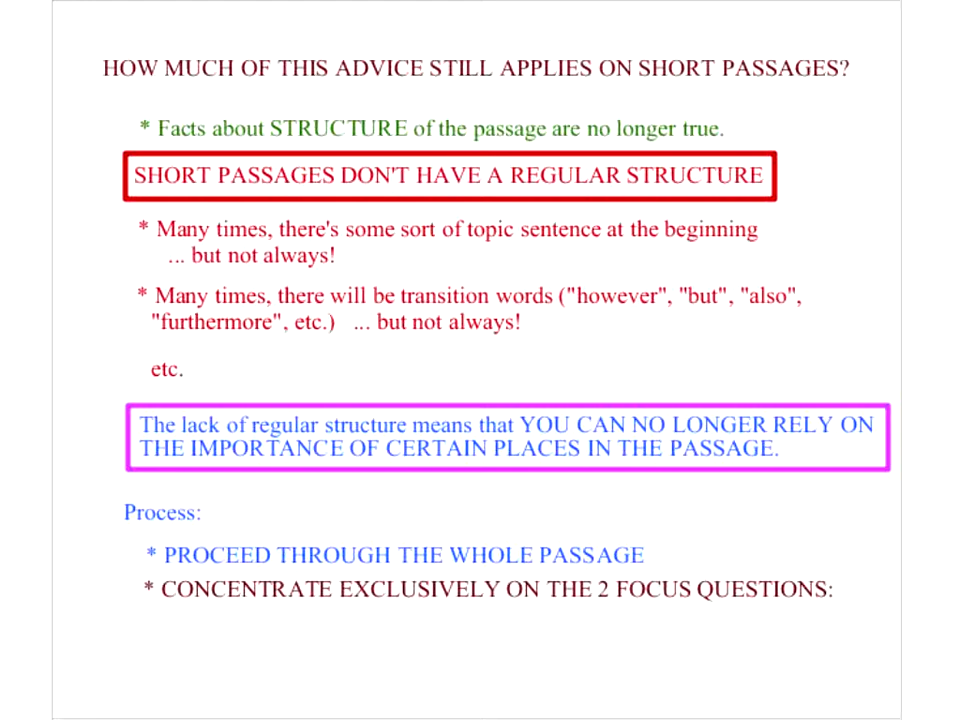 HOW MUCH OF THIS ADVICE STILL APPLIES ON SHORT PASSAGES?
* Facts about STRUCTURE of the passage are no longer true.
SHORT PASSAGES DON'T HAVE A REGULAR STRUCTURE
* Many times, there's some sort of topic sentence at the beginning
... but not always!
* Many times, there will be transition words ("however", "but", "also",
"furthermore", etc.) ... but not always!
etc.
The lack of regular structure means that YOU CAN NO LONGER RELY ON
THE IMPORTANCE OF CERTAIN PLACES IN THE PASSAGE.
Process:
* PROCEED THROUGH THE WHOLE PASSAGE
* CONCENTRATE EXCLUSIVELY ON THE 2 FOCUS QUESTIONS: